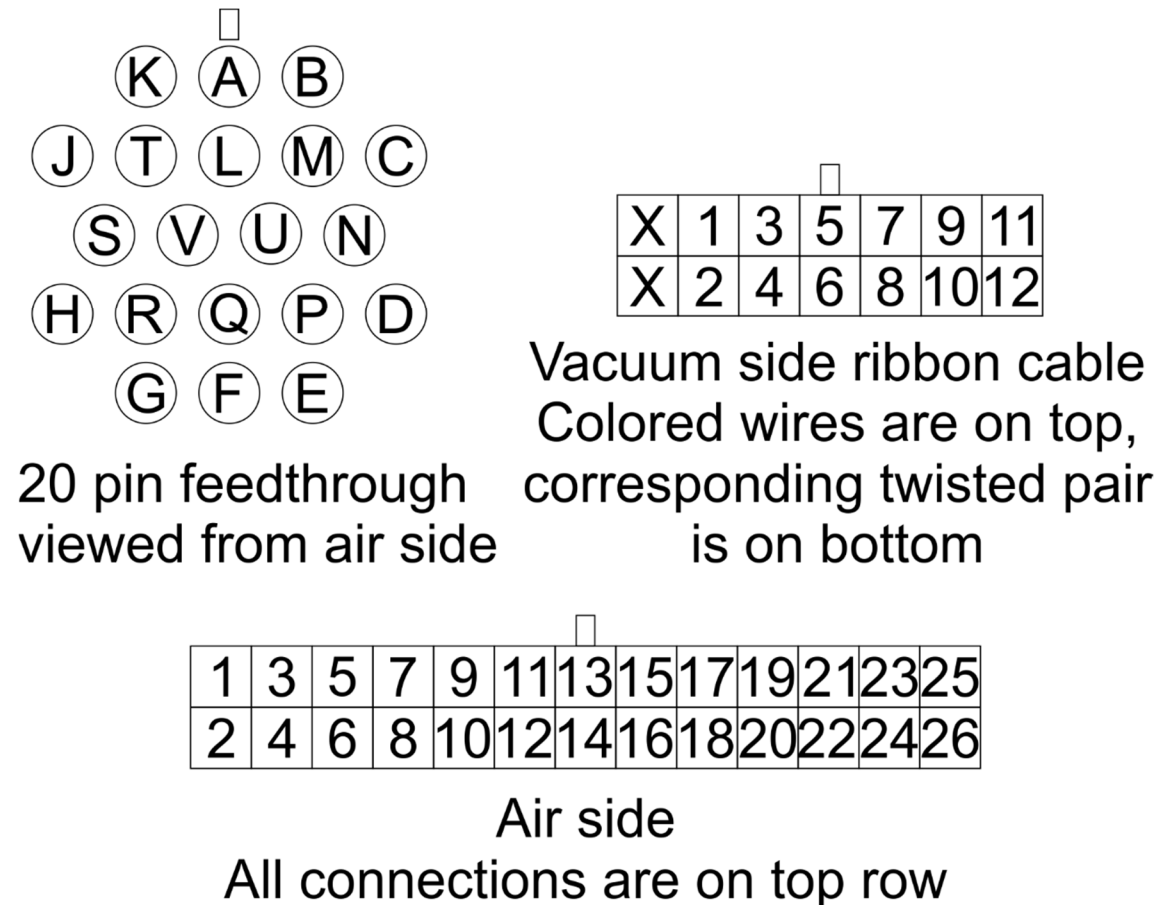 K A B
J T L M C
S V U N
H R Q P D
G F E
20 pin feedthrough
viewed from air side
X 1 3 5 7 9 11
X 2 4 6 8 10 12
Vacuum side ribbon cable
Colored wires are on top,
corresponding twisted pair
is on bottom
1 3 5 7 9 11 13 15 17 19 21 23 25
2 4 6 8 10 12 14 16 18 20 22 24 26
Air side
All connections are on top row